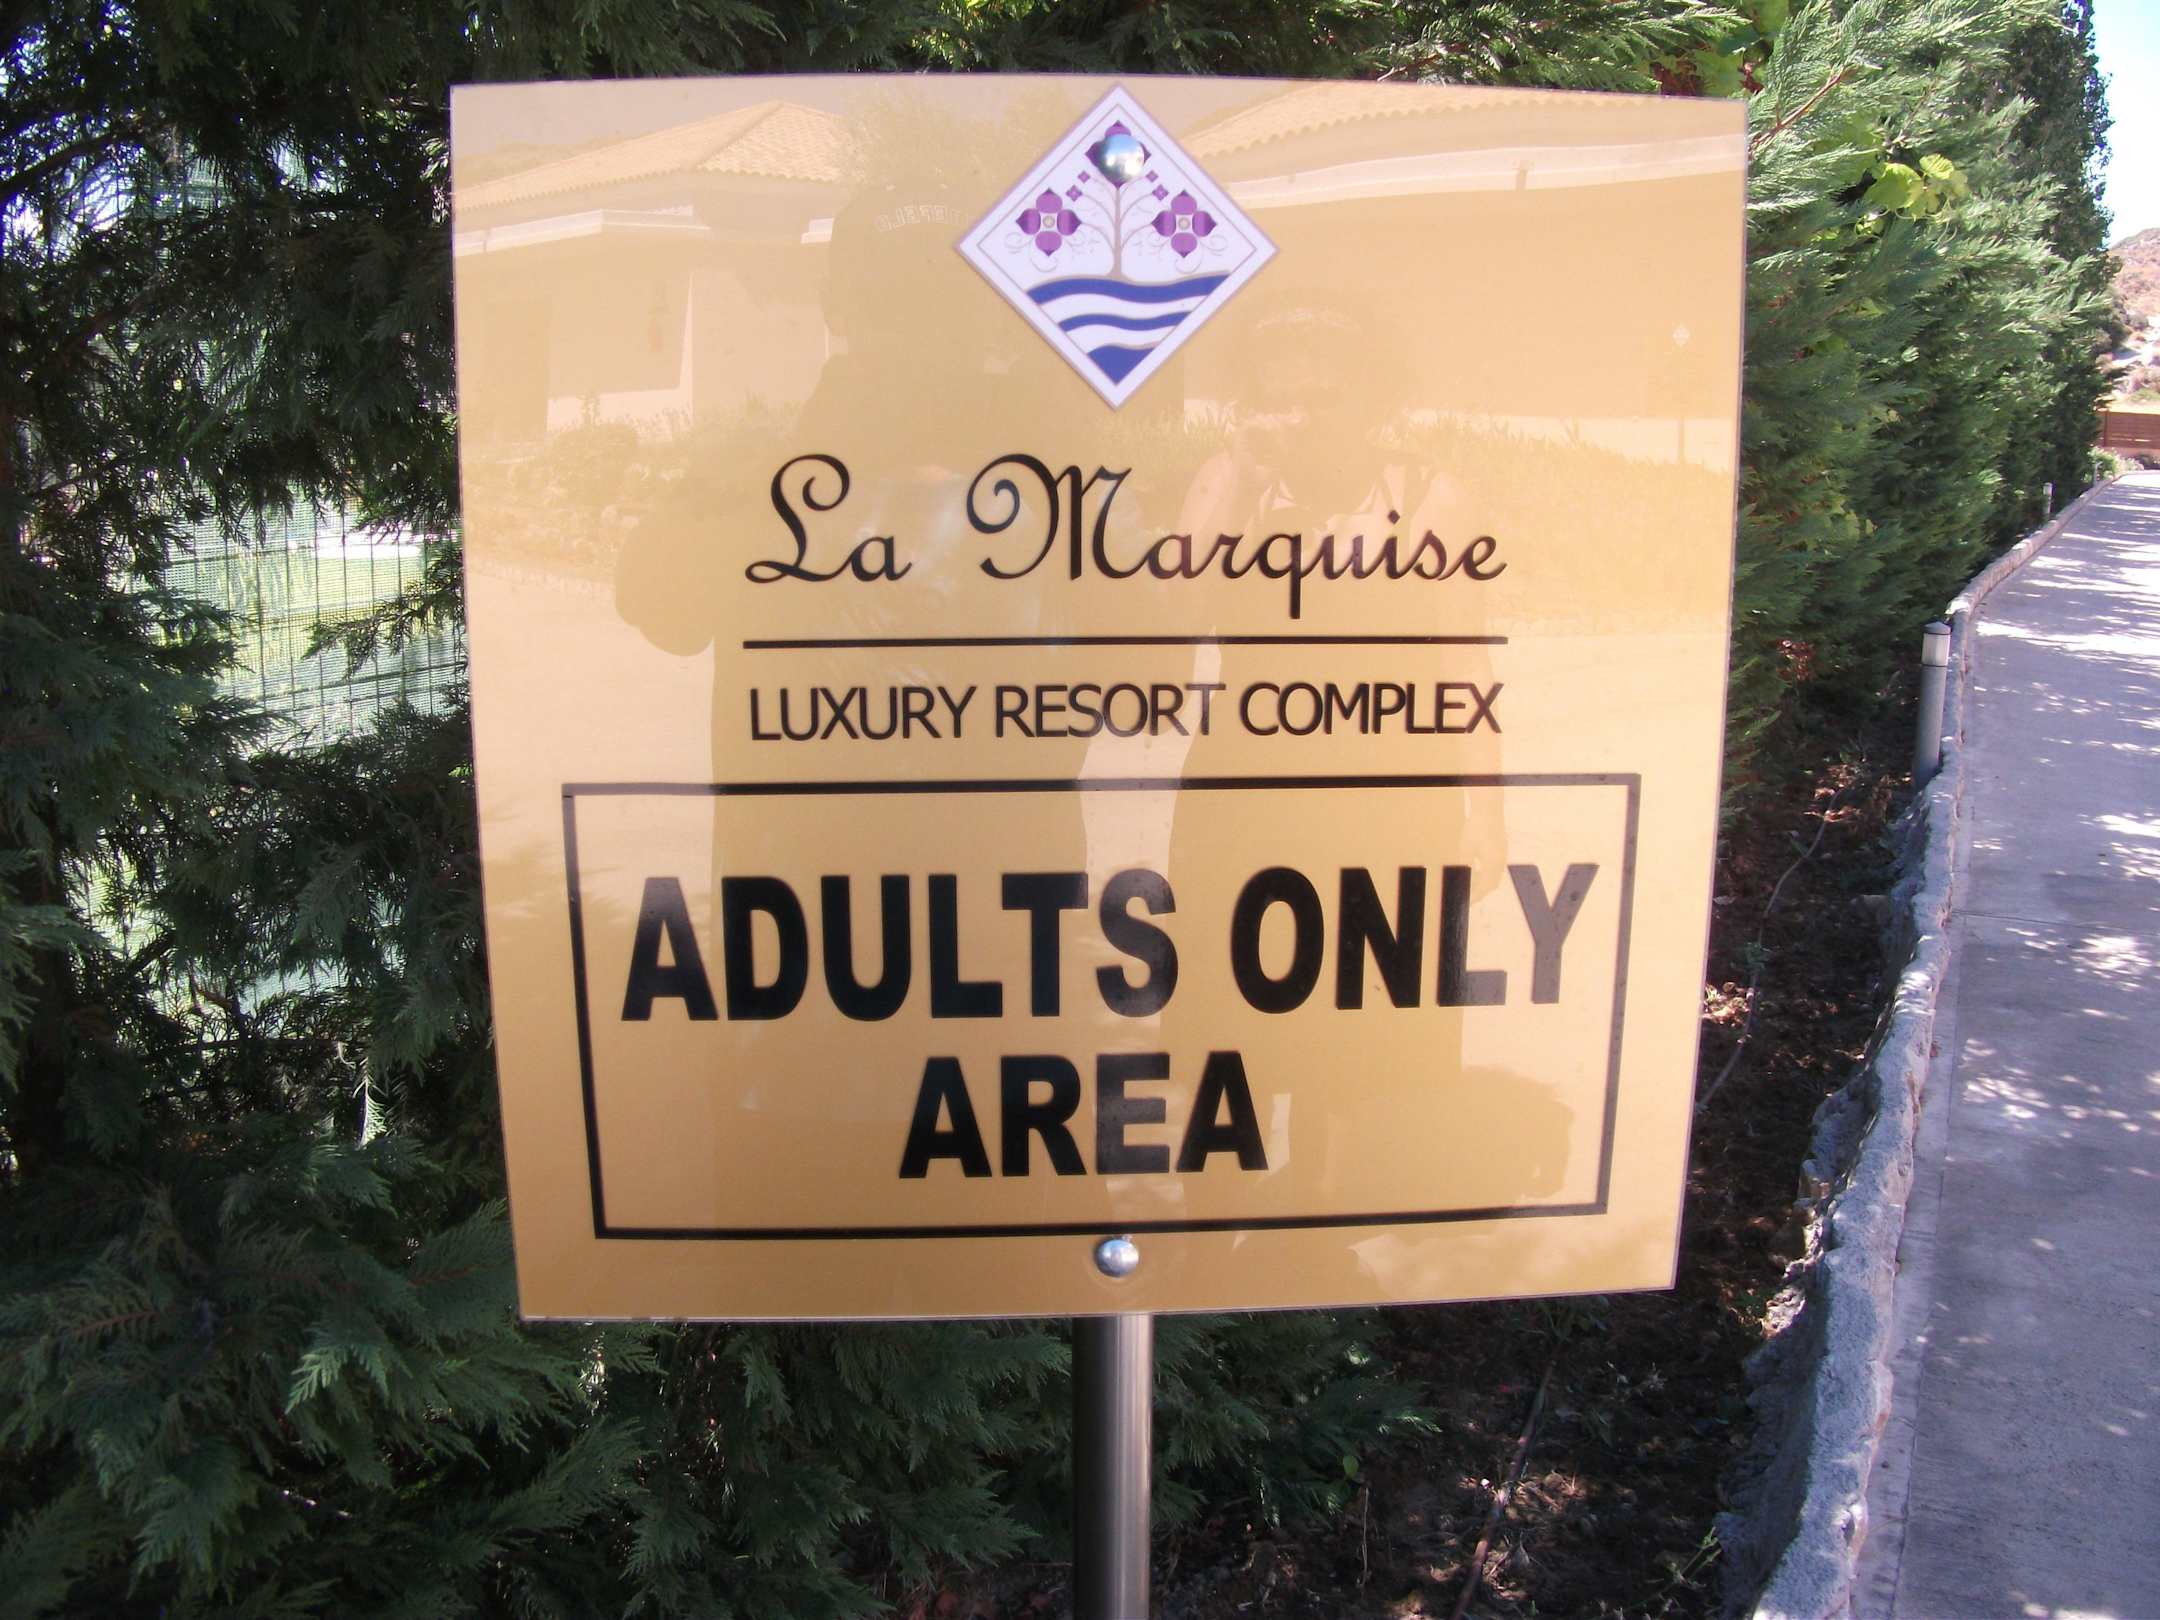 La Marquise
LUXURY RESORT COMPLEX
ADULTS ONLY
AREA